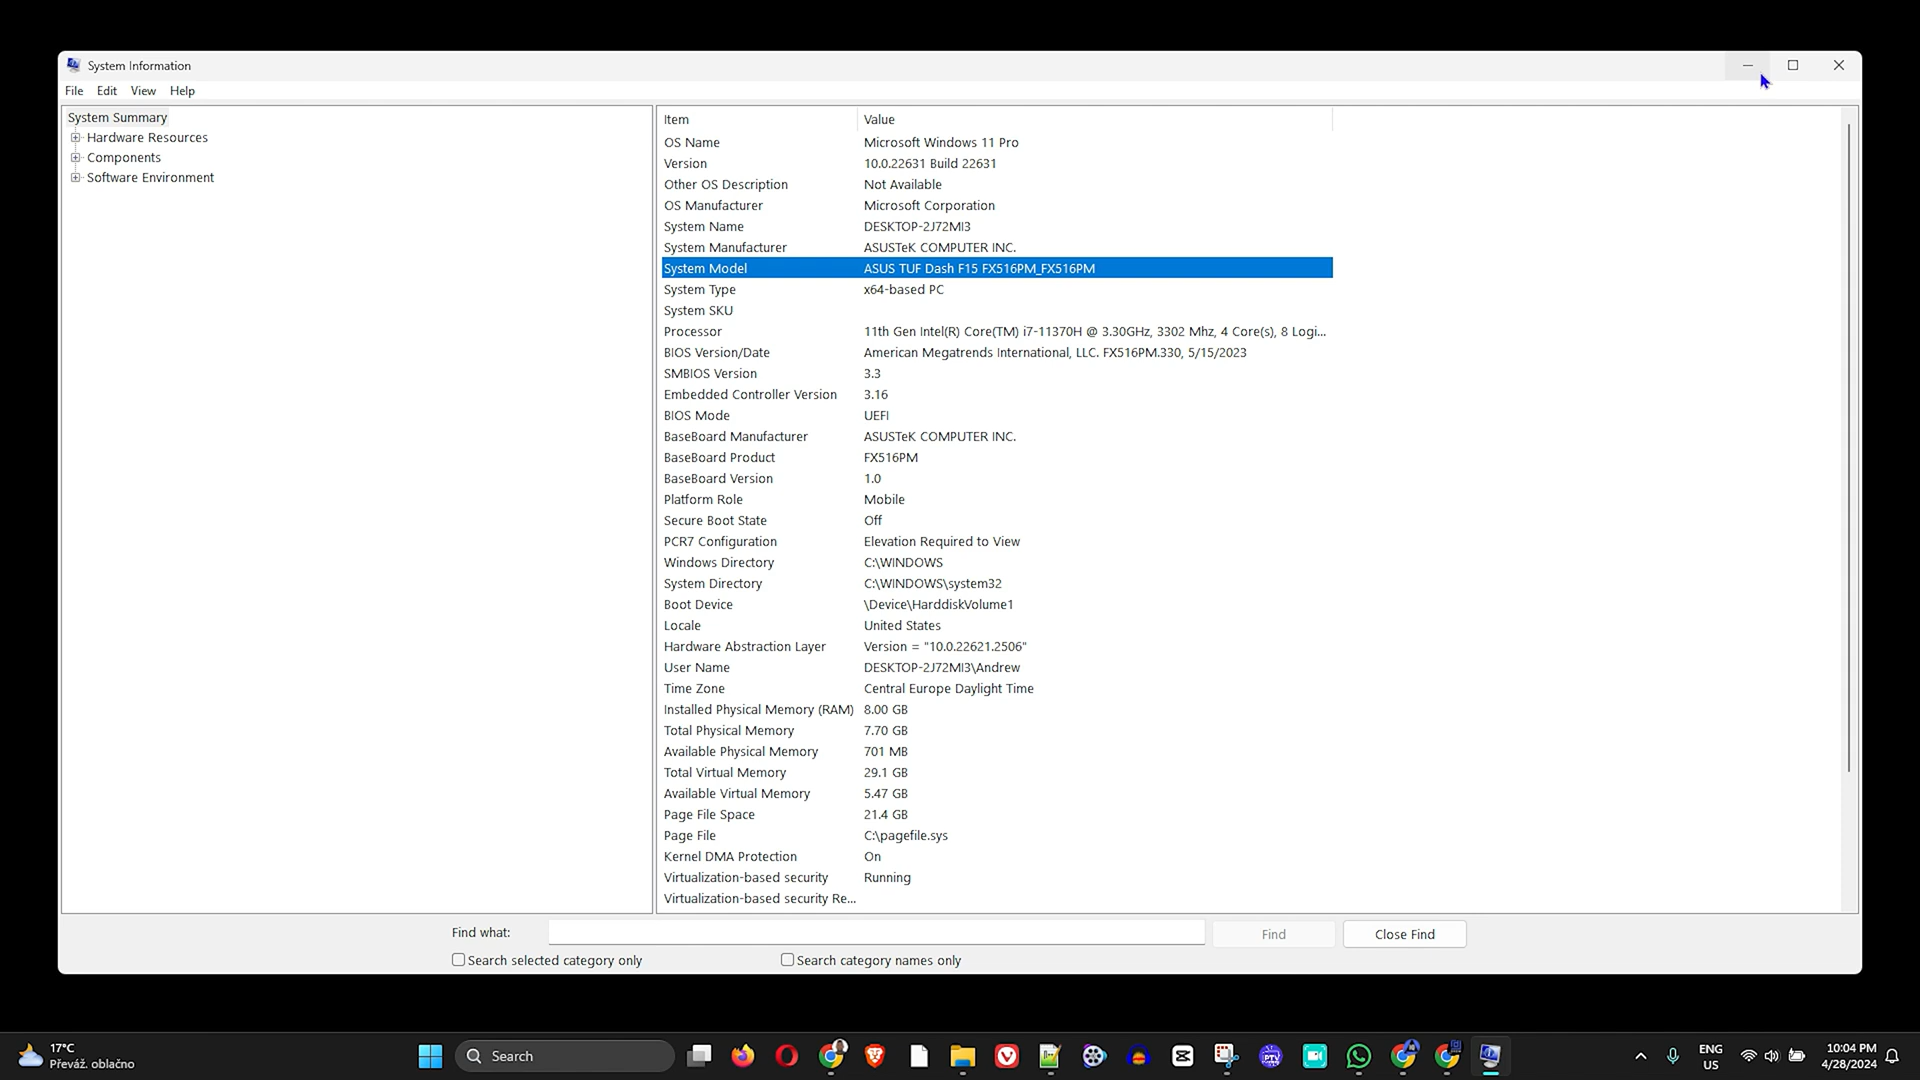 System Information
File Edit View Help
System Summary
Hardware Resources
Components
Software Environment
Item Value
OS Name Microsoft Windows 11 Pro
Version 10.0.22631 Build 22631
Other OS Description Not Available
OS Manufacturer Microsoft Corporation
System Name DESKTOP-2J72MI3
System Manufacturer ASUSTeK COMPUTER INC.
System Model ASUS TUF Dash F15 FX516PM_FX516PM
System Type x64-based PC
System SKU
Processor 11th Gen Intel(R) Core(TM) i7-11370H @ 3.30GHz, 3302 Mhz, 4 Core(s), 8 Logi...
BIOS Version/Date American Megatrends International, LLC. FX516PM.330, 5/15/2023
SMBIOS Version 3.3
Embedded Controller Version 3.16
BIOS Mode UEFI
BaseBoard Manufacturer ASUSTeK COMPUTER INC.
BaseBoard Product FX516PM
BaseBoard Version 1.0
Platform Role Mobile
Secure Boot State Off
PCR7 Configuration Elevation Required to View
Windows Directory C:\WINDOWS
System Directory C:\WINDOWS\system32
Boot Device \Device\HarddiskVolume1
Locale United States
Hardware Abstraction Layer Version = "10.0.22621.2506"
User Name DESKTOP-2J72MI3\Andrew
Time Zone Central Europe Daylight Time
Installed Physical Memory (RAM) 8.00 GB
Total Physical Memory 7.70 GB
Available Physical Memory 701 MB
Total Virtual Memory 29.1 GB
Available Virtual Memory 5.47 GB
Page File Space 21.4 GB
Page File C:\pagefile.sys
Kernel DMA Protection On
Virtualization-based security Running
Virtualization-based security Re...
Find what: Find Close Find
Search selected category only Search category names only
17°C
Převáž. oblačno
Search
IPTV
ENG
US
10:04 PM
4/28/2024